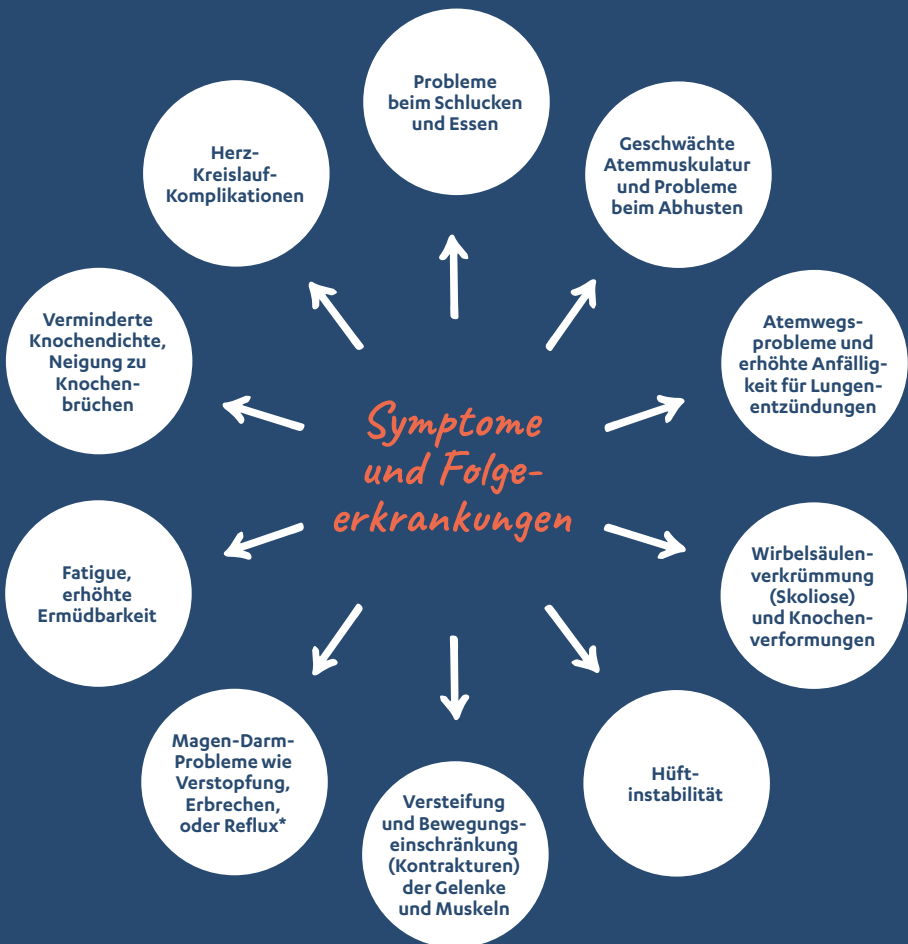 Symptome
und Folge-
erkrankungen
Probleme
beim Schlucken
und Essen
Geschwächte
Atemmuskulatur
und Probleme
beim Abhusten
Atemwegs-
probleme und
erhöhte Anfällig-
keit für Lungen-
entzündungen
Wirbelsäulen-
verkrümmung
(Skoliose)
und Knochen-
verformungen
Hüft-
instabilität
Versteifung
und Bewegungs-
einschränkung
(Kontrakturen)
der Gelenke
und Muskeln
Magen-Darm-
Probleme wie
Verstopfung,
Erbrechen,
oder Reflux*
Fatigue,
erhöhte
Ermüdbarkeit
Verminderte
Knochendichte,
Neigung zu
Knochen-
brüchen
Herz-
Kreislauf-
Komplikationen